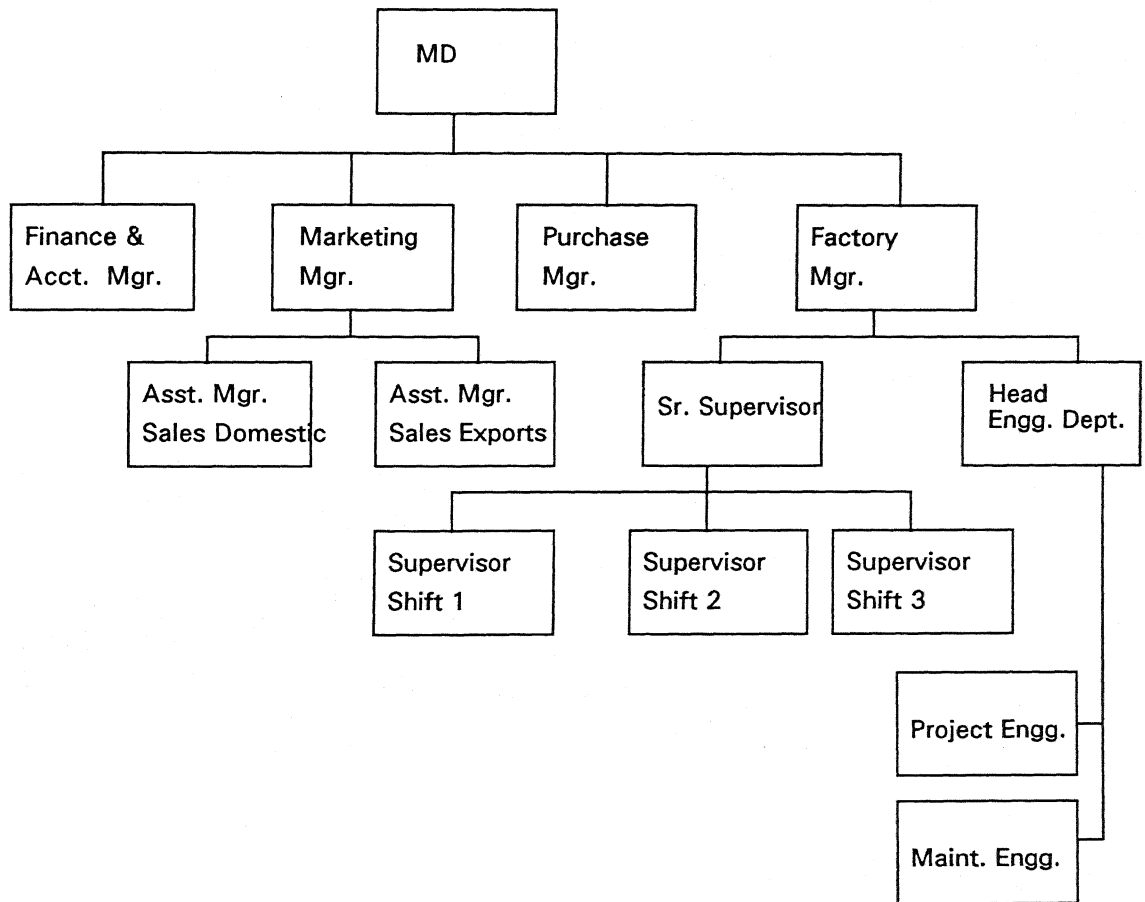 MD
Finance &
Acct. Mgr.
Marketing
Mgr.
Purchase
Mgr.
Factory
Mgr.
Asst. Mgr.
Sales Domestic
Asst. Mgr.
Sales Exports
Sr. Supervisor
Head
Engg. Dept.
Supervisor
Shift 1
Supervisor
Shift 2
Supervisor
Shift 3
Project Engg.
Maint. Engg.